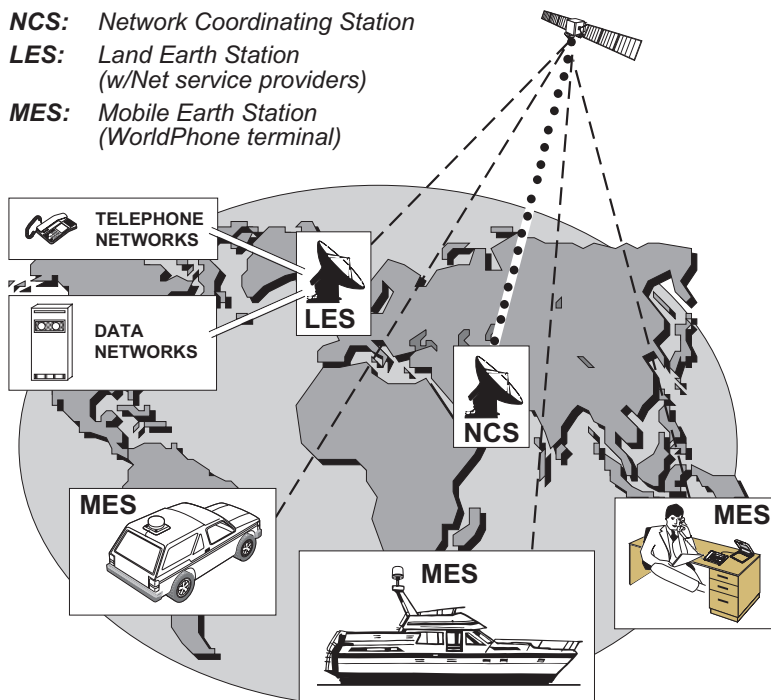 NCS: Network Coordinating Station
LES: Land Earth Station
(w/Net service providers)
MES: Mobile Earth Station
(WorldPhone terminal)
TELEPHONE
NETWORKS
LES
DATA
NETWORKS
NCS
MES
MES
MES